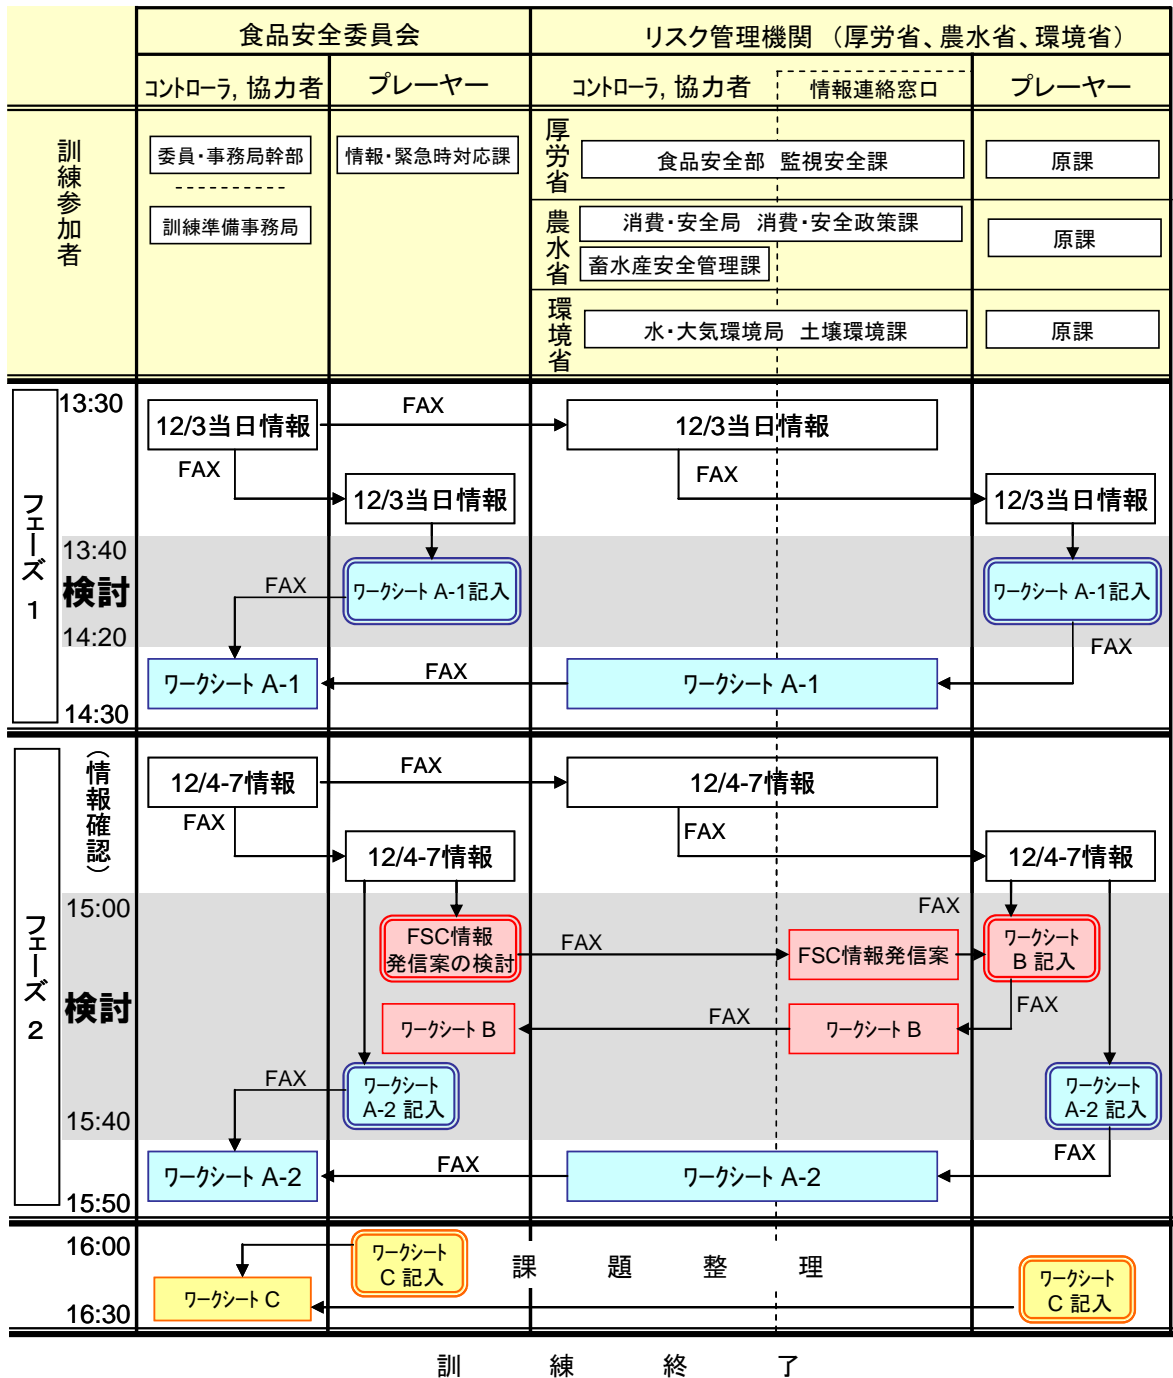 食品安全委員会
リスク管理機関 （厚労省、農水省、環境省）
コントローラ, 協力者
プレーヤー
コントローラ, 協力者
情報連絡窓口
プレーヤー
訓練参加者
委員・事務局幹部
訓練準備事務局
情報・緊急時対応課
厚労省
食品安全部 監視安全課
原課
農水省
消費・安全局 消費・安全政策課
畜水産安全管理課
原課
環境省
水・大気環境局 土壌環境課
原課
フェーズ 1
13:30
12/3当日情報
FAX
12/3当日情報
FAX
12/3当日情報
FAX
12/3当日情報
13:40
検討
14:20
FAX
ワークシート A-1記入
ワークシート A-1記入
FAX
ワークシート A-1
FAX
ワークシート A-1
14:30
フェーズ 2
（情報確認）
12/4-7情報
FAX
12/4-7情報
FAX
12/4-7情報
FAX
12/4-7情報
15:00
検討
15:40
FSC情報
発信案の検討
FAX
FSC情報発信案
FAX
ワークシート
B 記入
ワークシート B
FAX
ワークシート B
FAX
FAX
ワークシート
A-2 記入
ワークシート
A-2 記入
FAX
ワークシート A-2
FAX
ワークシート A-2
15:50
16:00
ワークシート
C 記入
課題整理
ワークシート
C 記入
ワークシート C
16:30
訓練終了